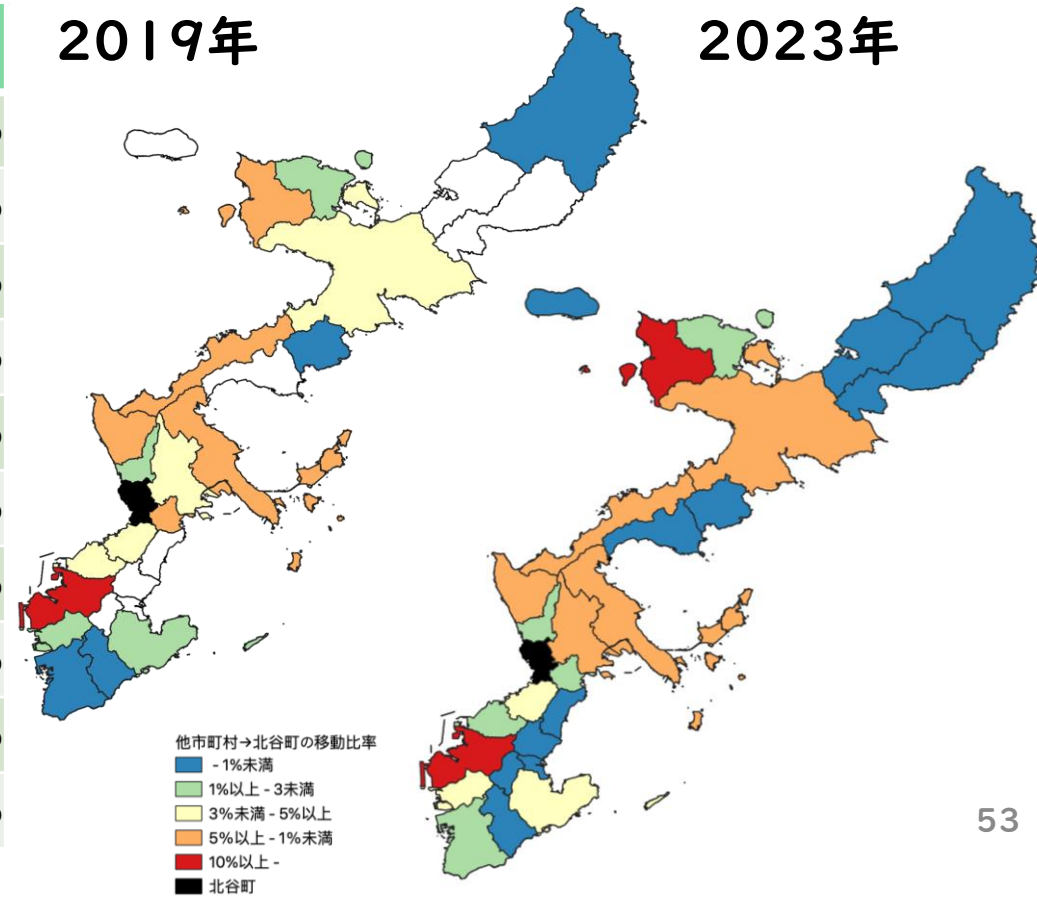 2019年
2023年
他市町村→北谷町の移動比率
- 1%未満
1%以上 - 3未満
3%未満 - 5%以上
5%以上 - 1%未満
10%以上 -
北谷町
53